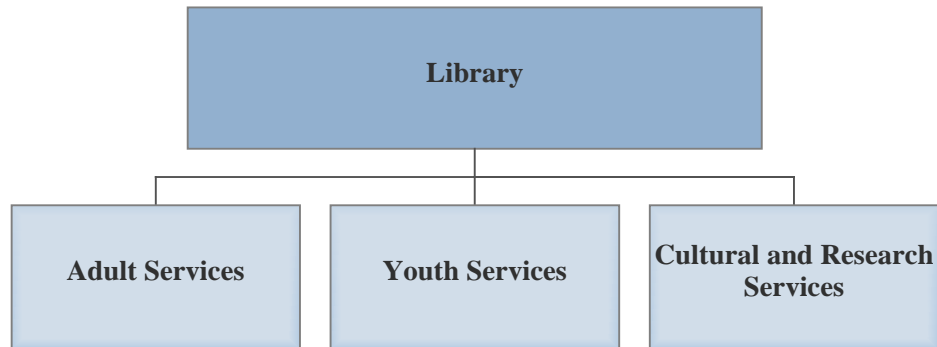 Library
Adult Services
Youth Services
Cultural and Research
Services